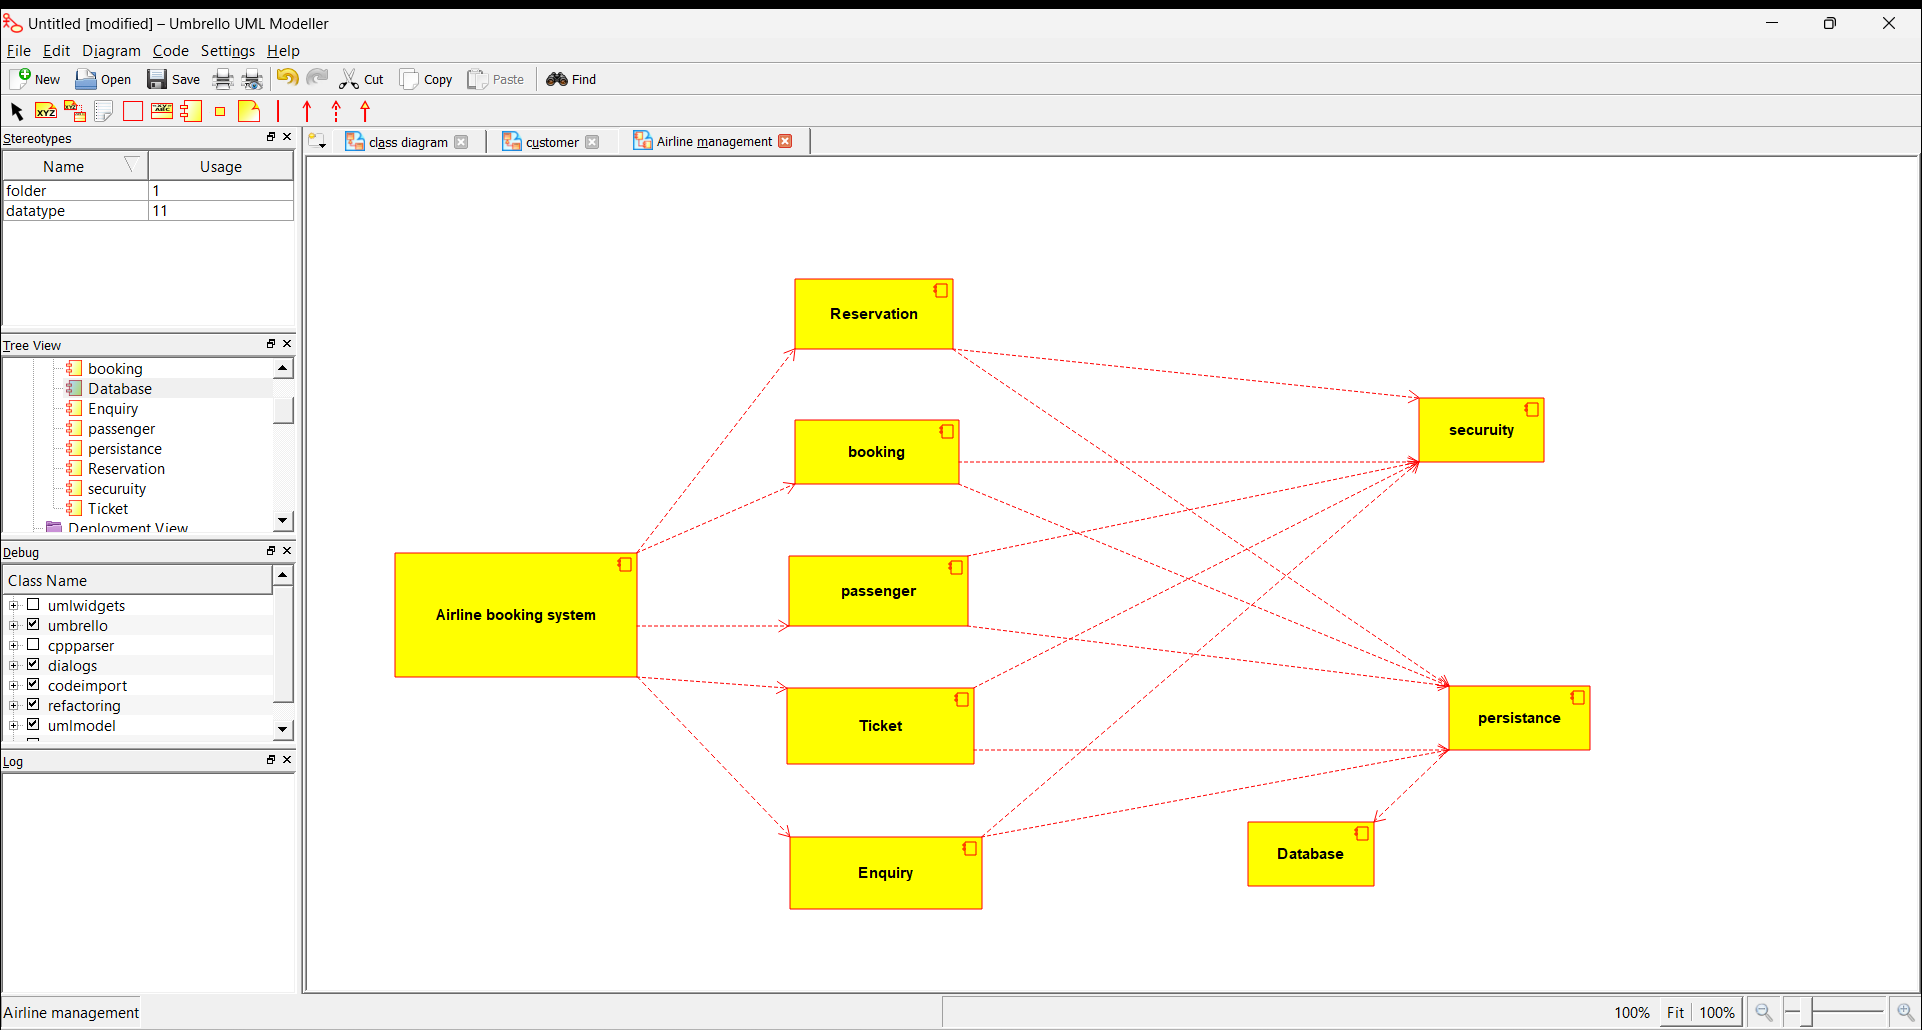 Untitled [modified] – Umbrello UML Modeller
File Edit Diagram Code Settings Help
New Open Save Cut Copy Paste Find
XYZ XYZ
Stereotypes
Name Usage
folder 1
datatype 11
Tree View
booking
Database
Enquiry
passenger
persistance
Reservation
securuity
Ticket
Deployment View
Debug
Class Name
umlwidgets
umbrello
cppparser
dialogs
codeimport
refactoring
umlmodel
Log
class diagram customer Airline management
Reservation
securuity
booking
passenger
Airline booking system
Ticket
persistance
Database
Enquiry
Airline management
100% Fit 100%